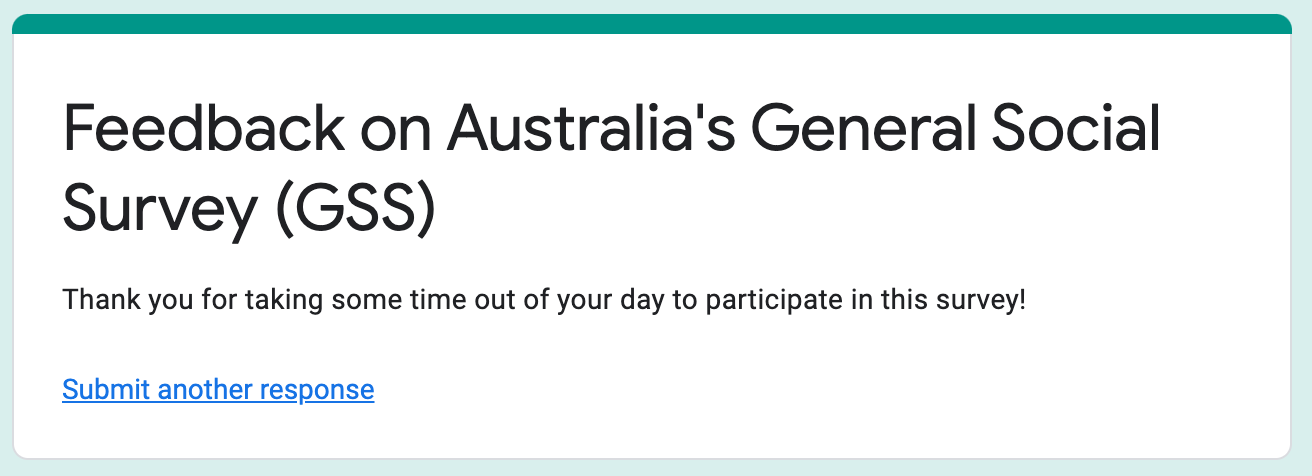 Feedback on Australia's General Social
Survey (GSS)
Thank you for taking some time out of your day to participate in this survey!
Submit another response